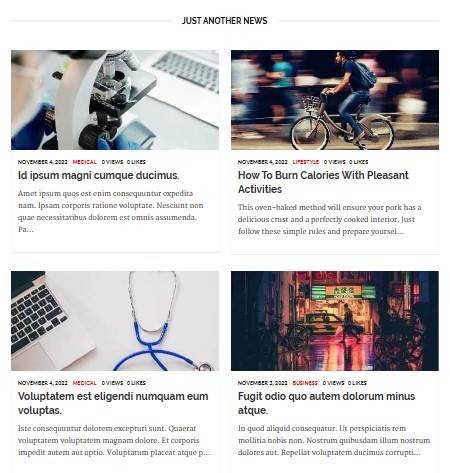 JUST ANOTHER NEWS
NOVEMBER 4, 2022 MEDICAL 0 VIEWS 0 LIKES
Id ipsum magni cumque ducimus.
Amet ipsum quos est enim consequuntur expedita
nam. Ipsam corporis ratione voluptate. Nesciunt non
quae necessitatibus dolorem est omnis assumenda.
Pa...
NOVEMBER 4, 2022 LIFESTYLE 0 VIEWS 0 LIKES
How To Burn Calories With Pleasant
Activities
This oven-baked method will ensure your pork has a
delicious crust and a perfectly cooked interior. Just
follow these simple rules and prepare yoursel...
NOVEMBER 4, 2022 MEDICAL 0 VIEWS 0 LIKES
Voluptatem est eligendi numquam eum
voluptas.
Iste consequuntur dolorem excepturi sunt. Quaerat
voluptatem voluptatem magnam dolore. Et corporis
impedit autem aut optio. Voluptatum placeat atque p...
NOVEMBER 3, 2022 BUSINESS 0 VIEWS 0 LIKES
Fugit odio quo autem dolorum minus
atque.
In quod aliquid consequatur. Ut perspiciatis rem
mollitia nobis non. Nostrum quibusdam illum nostrum
dolores aut. Repellat voluptatem ducimus corrupti...